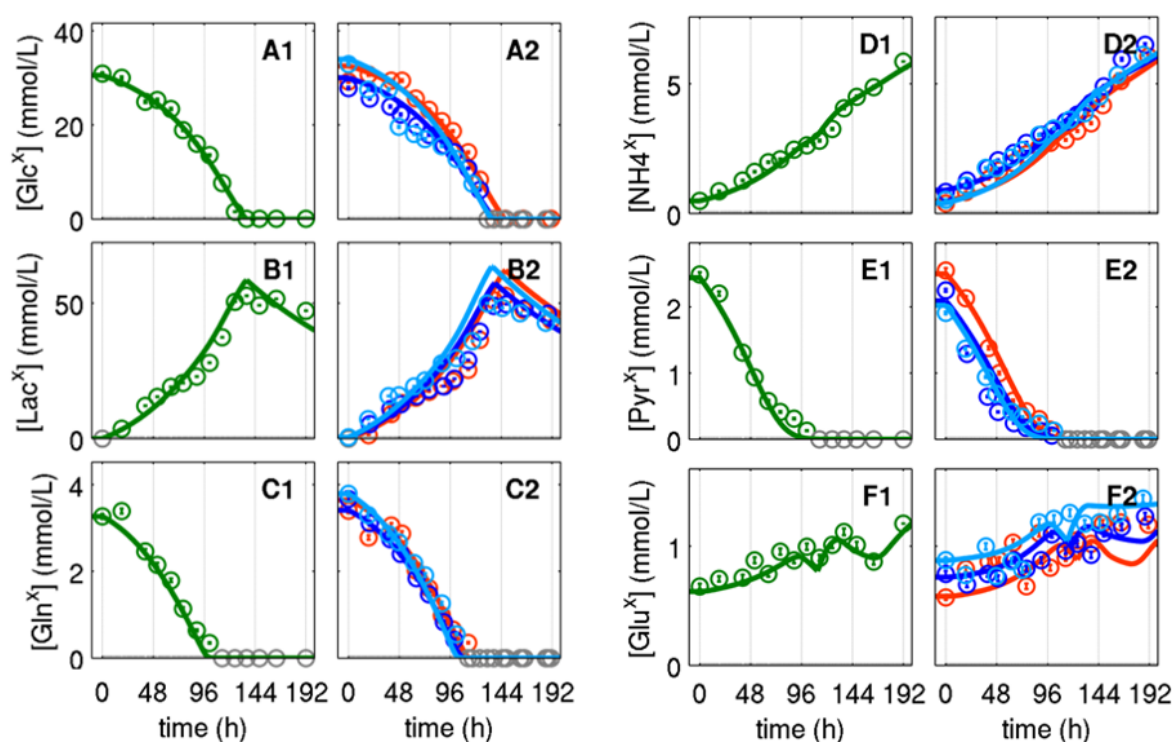 [Glc^x] (mmol/L)
40
20
0
A1
A2
[Lac^x] (mmol/L)
50
0
B1
B2
[Gln^x] (mmol/L)
4
2
0
C1
C2
0 48 96 144 192
0 48 96 144 192
time (h)
time (h)
[NH4^x] (mmol/L)
5
0
D1
D2
[Pyr^x] (mmol/L)
2
1
0
E1
E2
[Glu^x] (mmol/L)
1
0
F1
F2
0 48 96 144 192
0 48 96 144 192
time (h)
time (h)